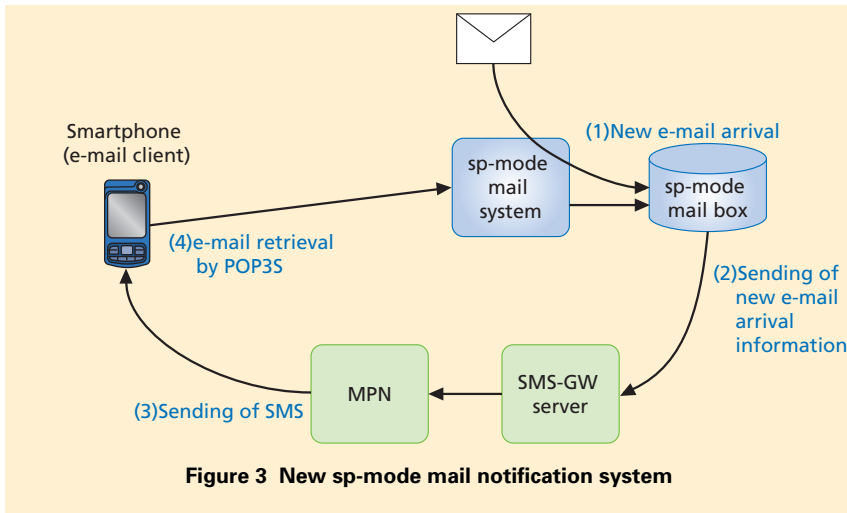 (1)New e-mail arrival
Smartphone
(e-mail client)
sp-mode
mail
system
sp-mode
mail box
(4)e-mail retrieval
by POP3S
(2)Sending of
new e-mail
arrival
information
MPN
SMS-GW
server
(3)Sending of SMS
Figure 3 New sp-mode mail notification system